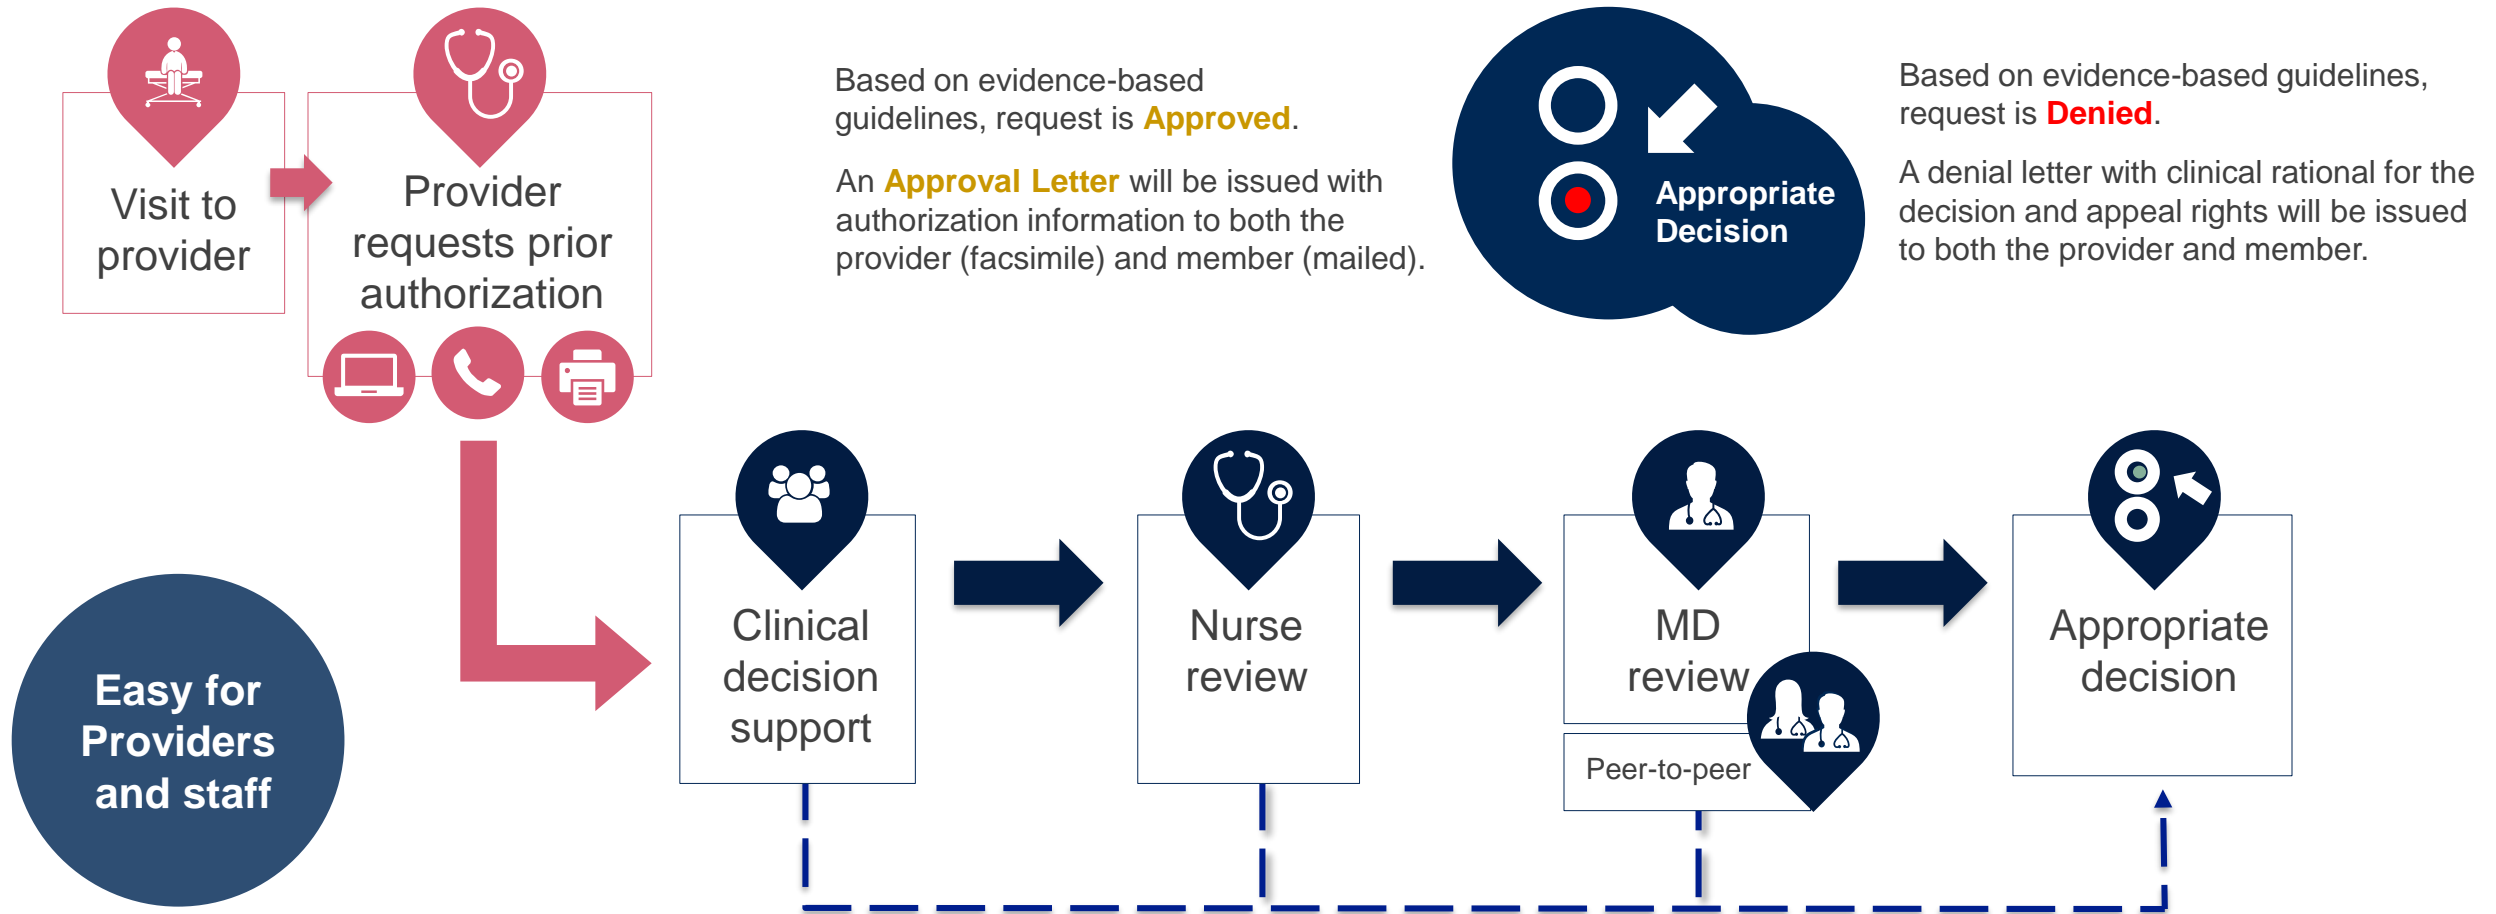 Visit to
provider
Provider
requests prior
authorization
Based on evidence-based
guidelines, request is Approved.
An Approval Letter will be issued with
authorization information to both the
provider (facsimile) and member (mailed).
Appropriate
Decision
Based on evidence-based guidelines,
request is Denied.
A denial letter with clinical rational for the
decision and appeal rights will be issued
to both the provider and member.
Easy for
Providers
and staff
Clinical
decision
support
Nurse
review
MD
review
Peer-to-peer
Appropriate
decision